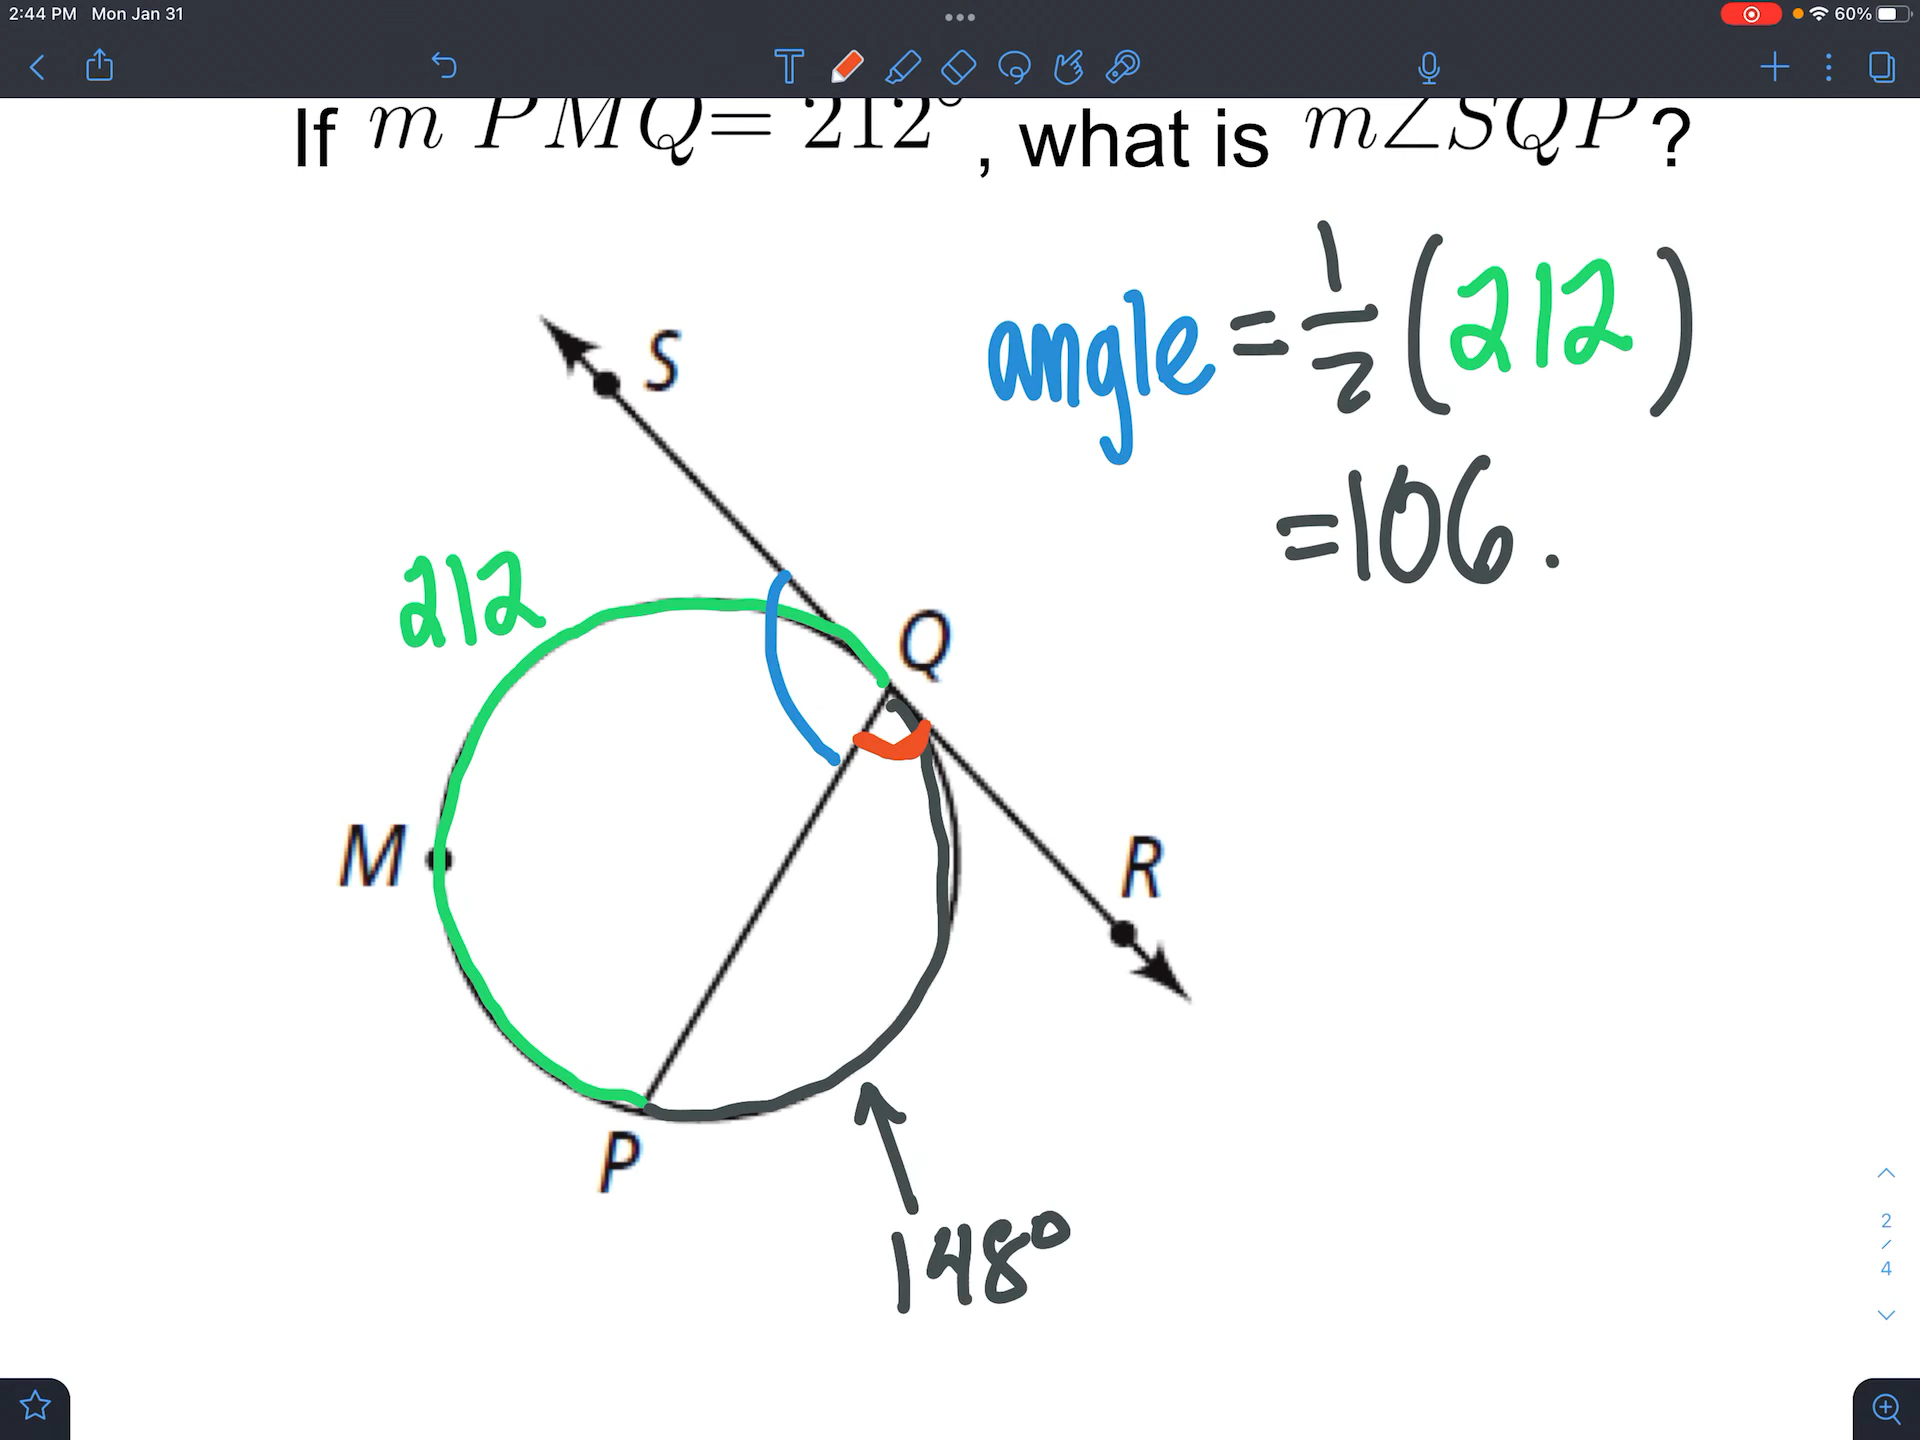 2:44 PM Mon Jan 31
60%
If m PMQ= 212°, what is m∠SQP?
angle = 1/2 (212)
=106.
S
212
Q
M
R
P
148°
2
/
4